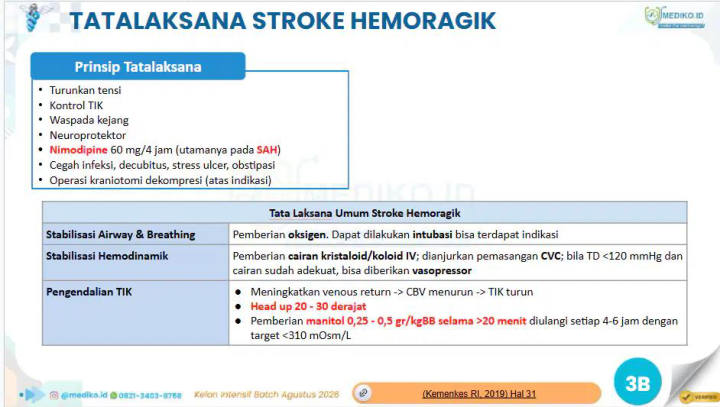 TATALAKSANA STROKE HEMORAGIK
MEDIKO.ID
Prinsip Tatalaksana
• Turunkan tensi
• Kontrol TIK
• Waspada kejang
• Neuroprotektor
• Nimodipine 60 mg/4 jam (utamanya pada SAH)
• Cegah infeksi, decubitus, stress ulcer, obstipasi
• Operasi kraniotomi dekompresi (atas indikasi)
MEDIKO.ID
Tata Laksana Umum Stroke Hemoragik
Stabilisasi Airway & Breathing
Pemberian oksigen. Dapat dilakukan intubasi bisa terdapat indikasi
Stabilisasi Hemodinamik
Pemberian cairan kristaloid/koloid IV; dianjurkan pemasangan CVC; bila TD <120 mmHg dan
cairan sudah adekuat, bisa diberikan vasopressor
Pengendalian TIK
● Meningkatkan venous return -> CBV menurun -> TIK turun
● Head up 20 - 30 derajat
● Pemberian manitol 0,25 - 0,5 gr/kgBB selama >20 menit diulangi setiap 4-6 jam dengan
target <310 mOsm/L
@mediko.id 0821-3403-8768 Kelan Intensif Batch Agustus 2026
(Kemenkes RI, 2019) Hal 31
3B
VERIFIED